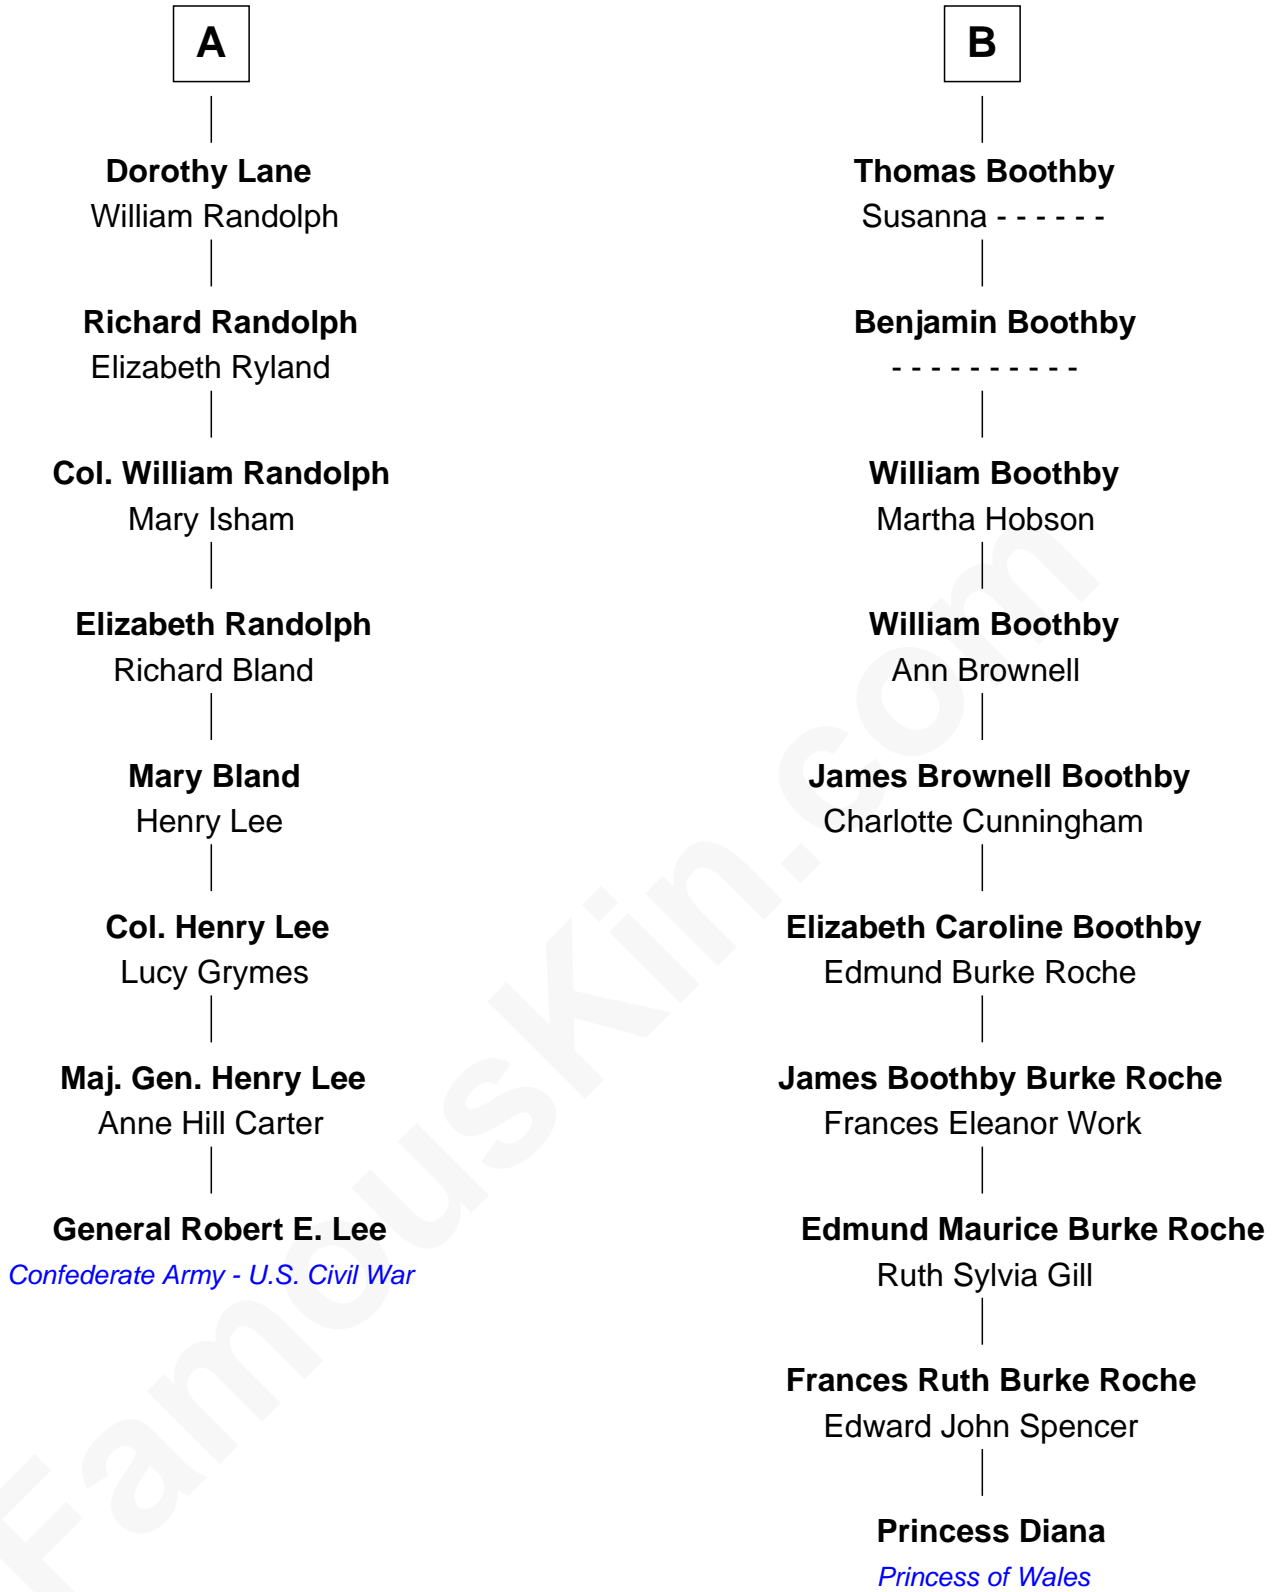 A
Dorothy Lane
William Randolph
Richard Randolph
Elizabeth Ryland
Col. William Randolph
Mary Isham
Elizabeth Randolph
Richard Bland
Mary Bland
Henry Lee
Col. Henry Lee
Lucy Grymes
Maj. Gen. Henry Lee
Anne Hill Carter
General Robert E. Lee
Confederate Army - U.S. Civil War
B
Thomas Boothby
Susanna - - - - - -
Benjamin Boothby
- - - - - - - - - -
William Boothby
Martha Hobson
William Boothby
Ann Brownell
James Brownell Boothby
Charlotte Cunningham
Elizabeth Caroline Boothby
Edmund Burke Roche
James Boothby Burke Roche
Frances Eleanor Work
Edmund Maurice Burke Roche
Ruth Sylvia Gill
Frances Ruth Burke Roche
Edward John Spencer
Princess Diana
Princess of Wales
FamousKin.com